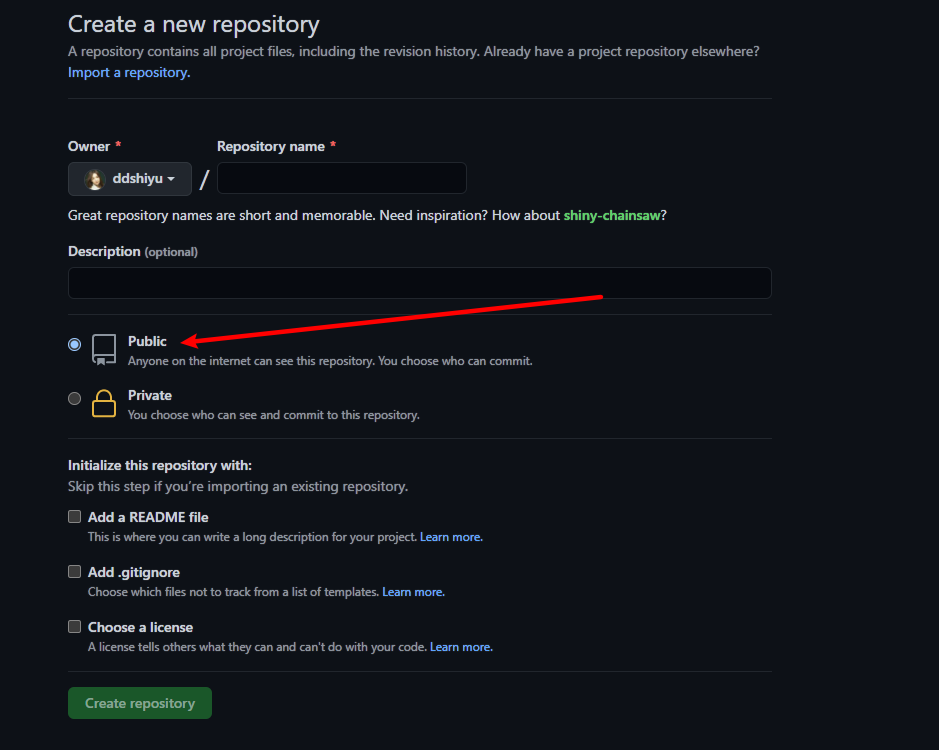 Create a new repository
A repository contains all project files, including the revision history. Already have a project repository elsewhere?
Import a repository.
Owner * Repository name *
ddshiyu /
Great repository names are short and memorable. Need inspiration? How about shiny-chainsaw?
Description (optional)
Public
Anyone on the internet can see this repository. You choose who can commit.
Private
You choose who can see and commit to this repository.
Initialize this repository with:
Skip this step if you're importing an existing repository.
Add a README file
This is where you can write a long description for your project. Learn more.
Add .gitignore
Choose which files not to track from a list of templates. Learn more.
Choose a license
A license tells others what they can and can't do with your code. Learn more.
Create repository